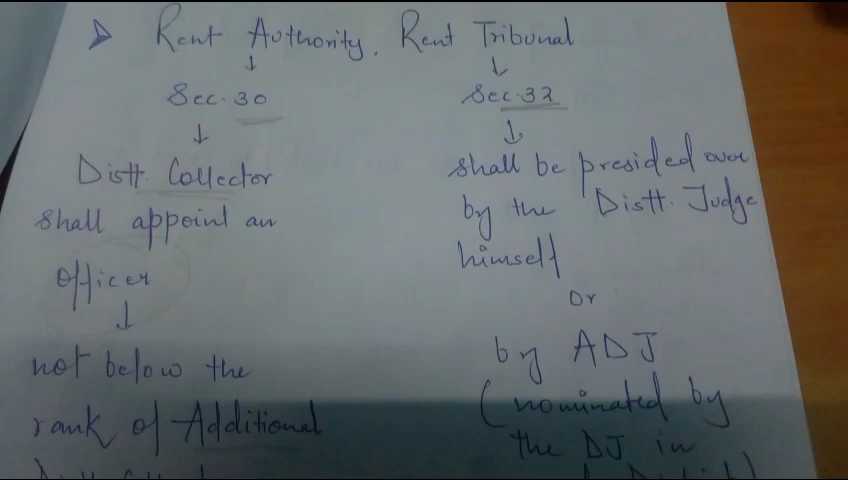 Rent Authority, Rent Tribunal
↓ ↓
Sec. 30
↓
Distt. Collector
shall appoint an
Officer
↓
not below the
rank of Additional
Sec. 32
↓
shall be presided over
by the Distt. Judge
himself
Or
by ADJ
(nominated by
the DJ in